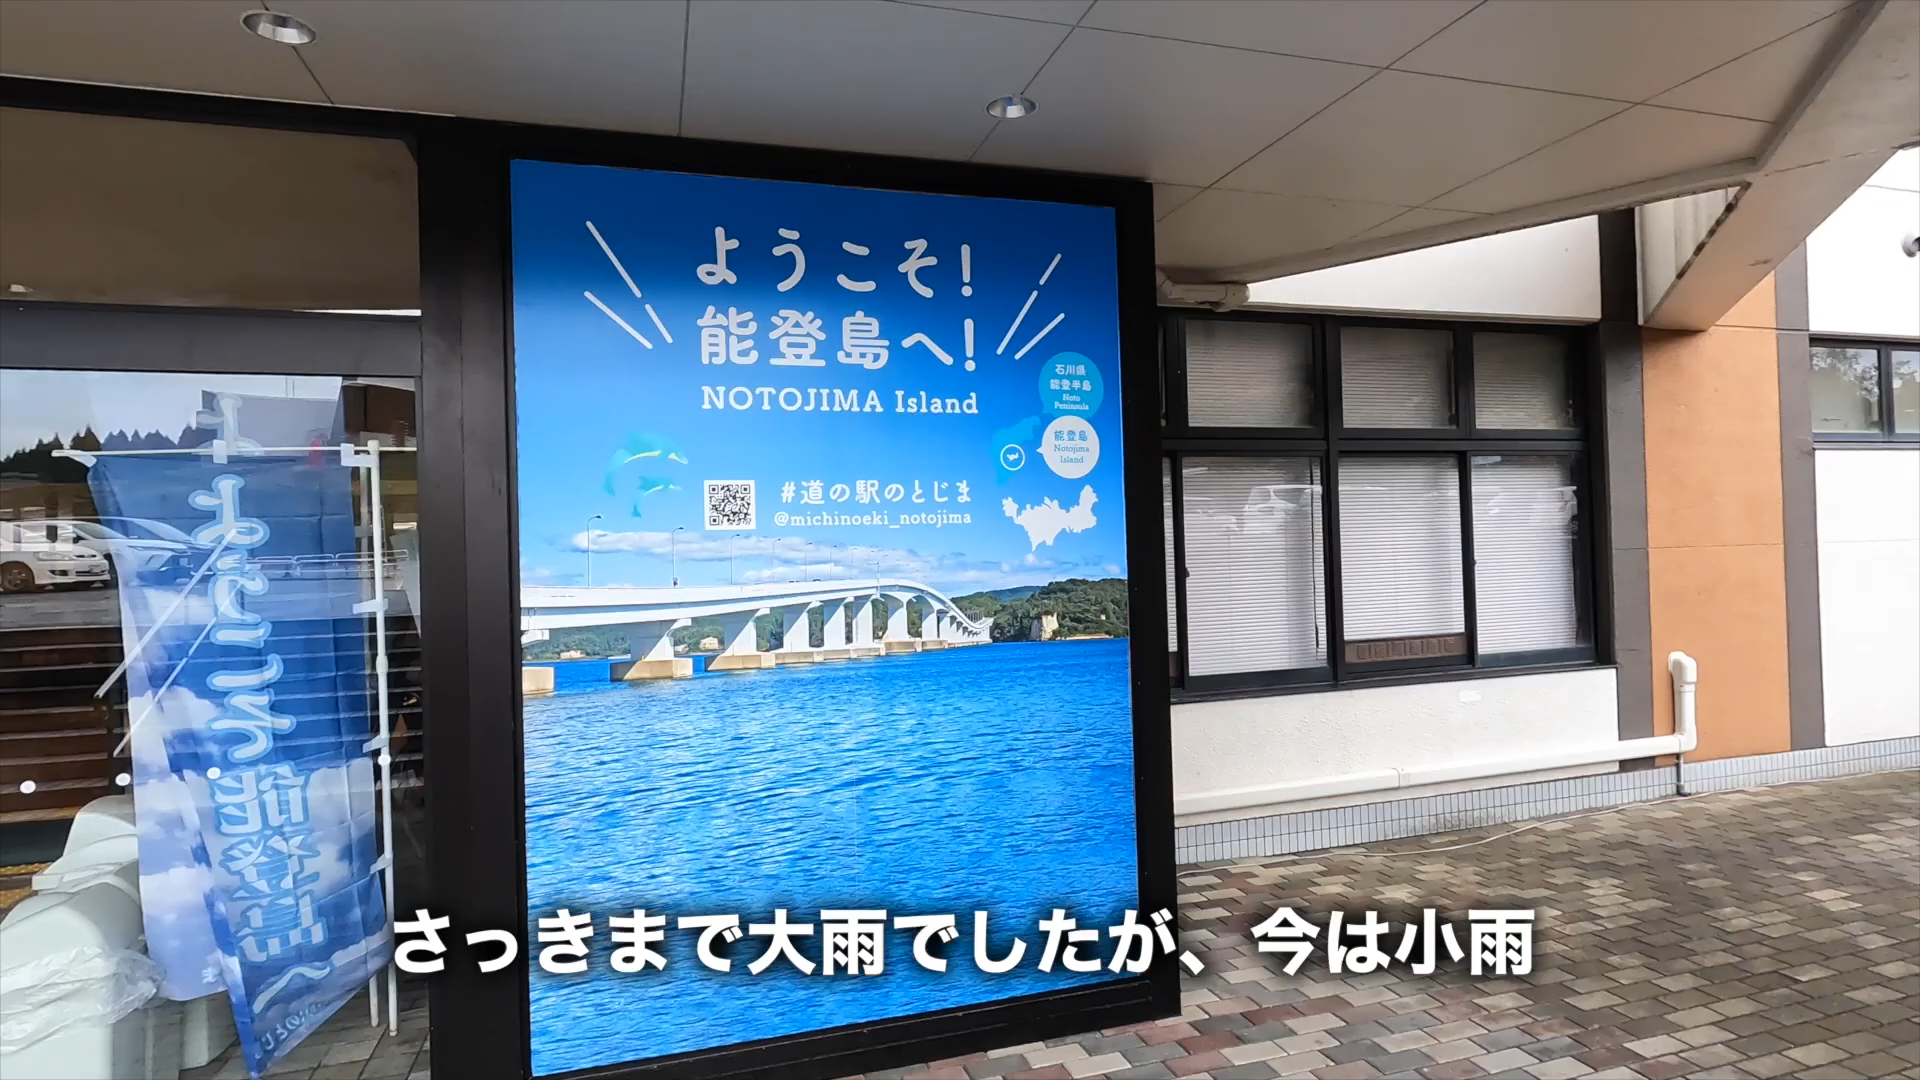 ようこそ!
能登島へ!
NOTOJIMA Island
石川県
能登半島
Noto
Peninsula
能登島
Notojima
Island
#道の駅のとじま
@michinoeki_notojima
さっきまで大雨でしたが、今は小雨